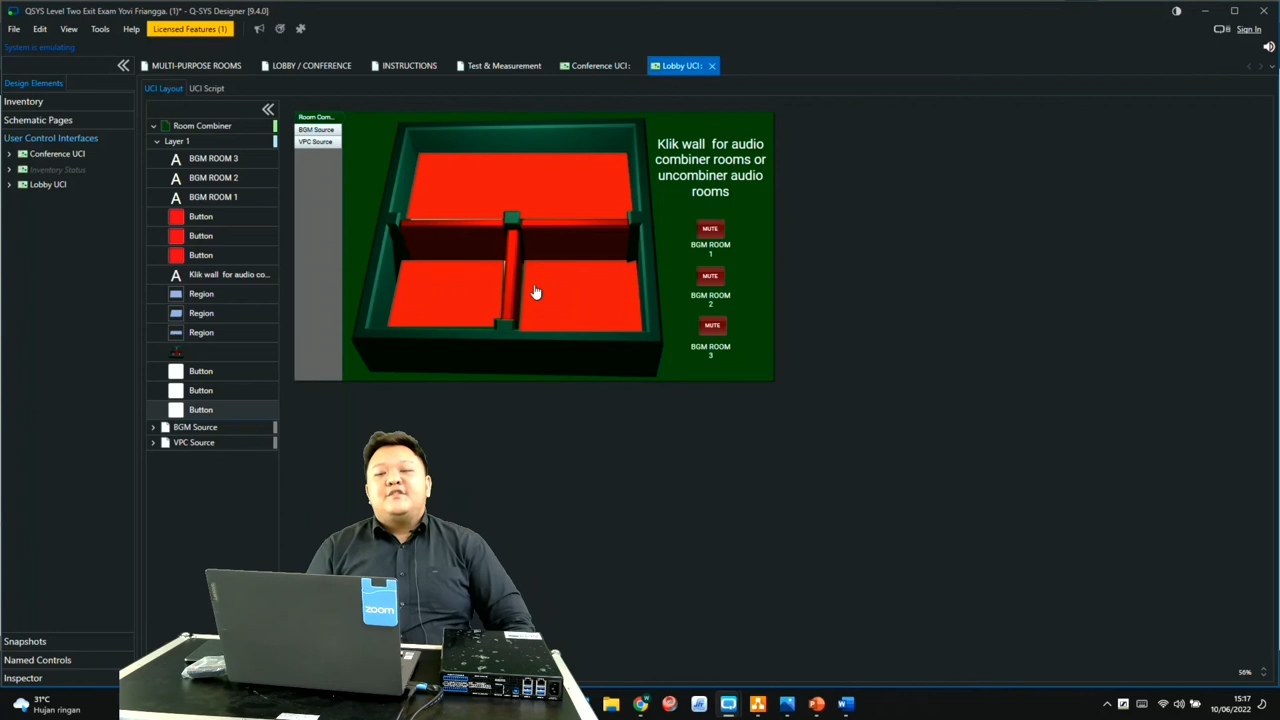 QSYS Level Two Exit Exam Yovi Friangga. (1)* - Q-SYS Designer [9.4.0]
File Edit View Tools Help Licensed Features (1) Sign In
System is emulating
MULTI-PURPOSE ROOMS LOBBY / CONFERENCE INSTRUCTIONS Test & Measurement Conference UCI: Lobby UCI:
Design Elements
Inventory
Schematic Pages
User Control Interfaces
Conference UCI
Inventory Status
Lobby UCI
UCI Layout UCI Script
Room Combiner
Layer 1
A BGM ROOM 3
A BGM ROOM 2
A BGM ROOM 1
Button
Button
Button
A Klik wall for audio co...
Region
Region
Region
Button
Button
Button
BGM Source
VPC Source
Room Com...
BGM Source
VPC Source
Klik wall for audio
combiner rooms or
uncombiner audio
rooms
MUTE
BGM ROOM
1
MUTE
BGM ROOM
2
MUTE
BGM ROOM
3
zoom
Snapshots
Named Controls
Inspector
56%
31°C
Hujan ringan
15:17
10/06/2022